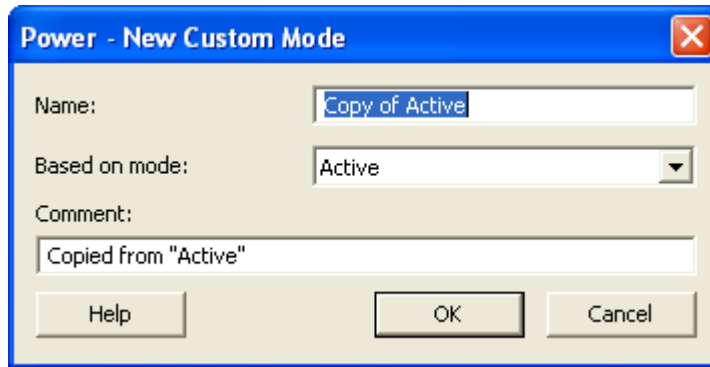 Power - New Custom Mode
Name: Copy of Active
Based on mode: Active
Comment:
Copied from "Active"
Help OK Cancel